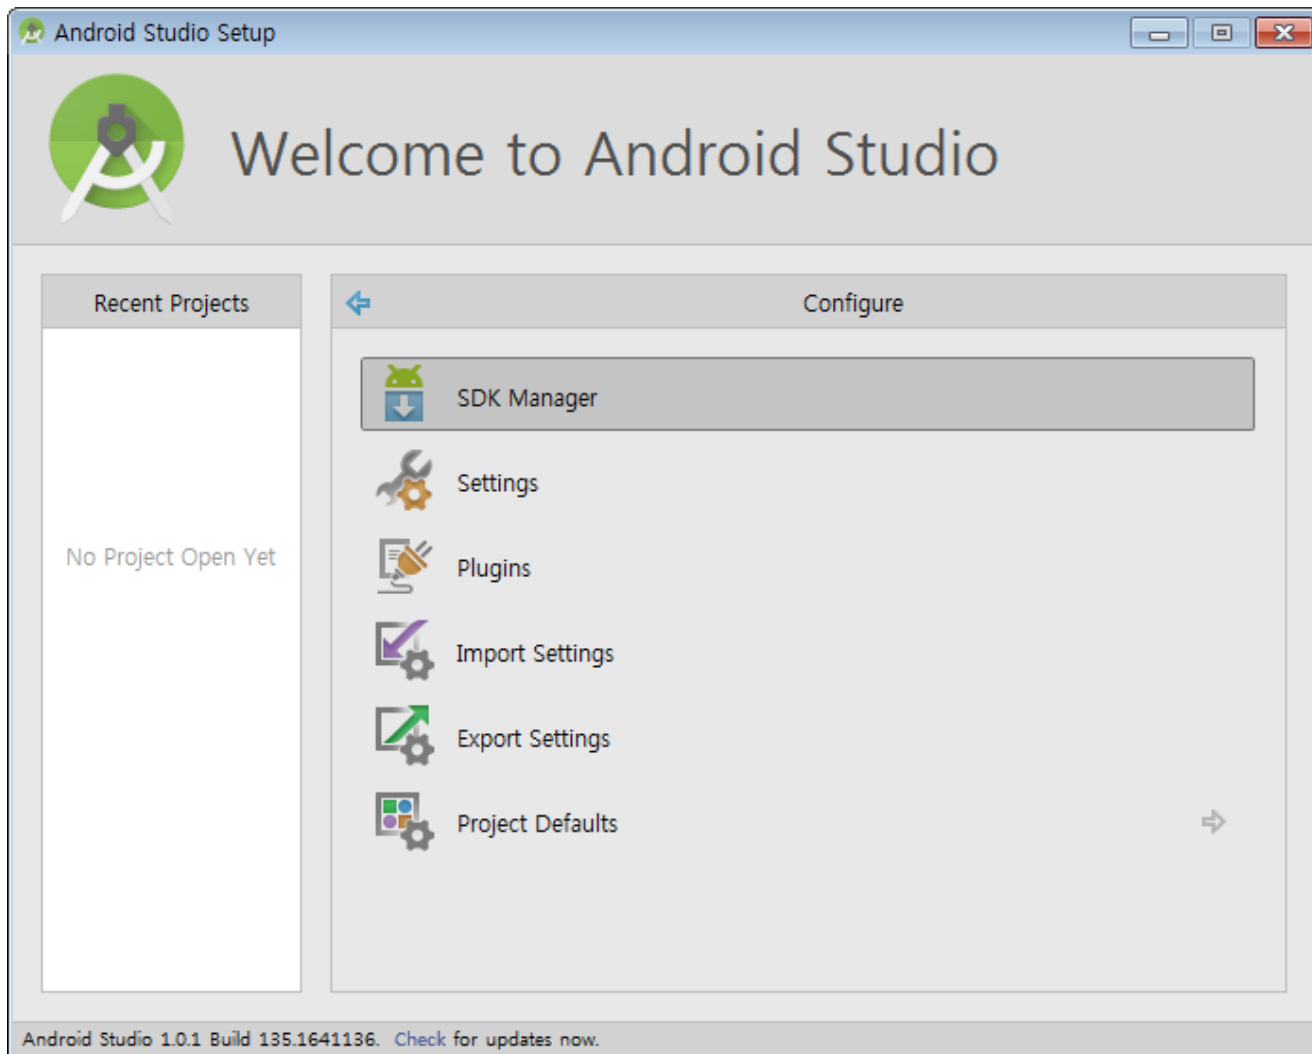 Android Studio Setup
Welcome to Android Studio
Recent Projects
No Project Open Yet
Configure
SDK Manager
Settings
Plugins
Import Settings
Export Settings
Project Defaults
Android Studio 1.0.1 Build 135.1641136. Check for updates now.